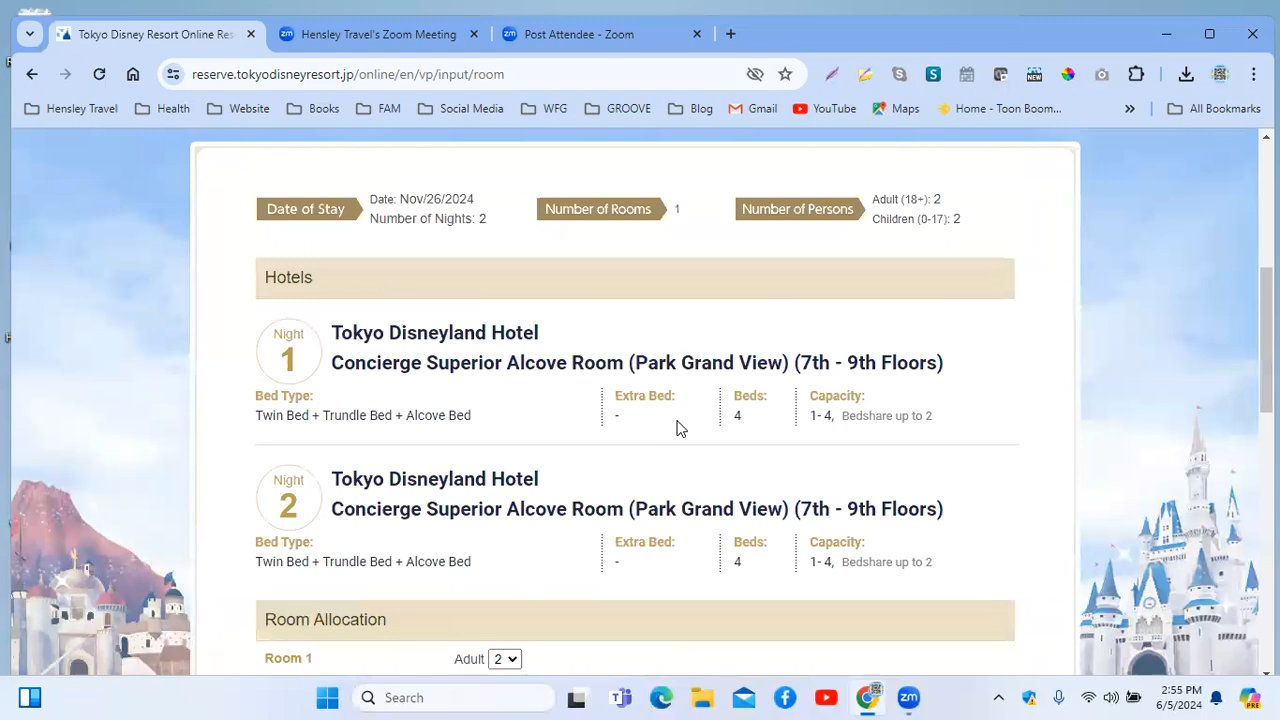 Tokyo Disney Resort Online Res
Hensley Travel's Zoom Meeting
Post Attendee - Zoom
reserve.tokyodisneyresort.jp/online/en/vp/input/room
Hensley Travel Health Website Books FAM Social Media WFG GROOVE Blog Gmail YouTube Maps Home - Toon Boom... » All Bookmarks
Date of Stay
Date: Nov/26/2024
Number of Nights: 2
Number of Rooms
1
Number of Persons
Adult (18+): 2
Children (0-17): 2
Hotels
Night
1
Tokyo Disneyland Hotel
Concierge Superior Alcove Room (Park Grand View) (7th - 9th Floors)
Bed Type: Extra Bed: Beds: Capacity:
Twin Bed + Trundle Bed + Alcove Bed - 4 1- 4, Bedshare up to 2
Night
2
Tokyo Disneyland Hotel
Concierge Superior Alcove Room (Park Grand View) (7th - 9th Floors)
Bed Type: Extra Bed: Beds: Capacity:
Twin Bed + Trundle Bed + Alcove Bed - 4 1- 4, Bedshare up to 2
Room Allocation
Room 1 Adult 2
Search
2:55 PM
6/5/2024